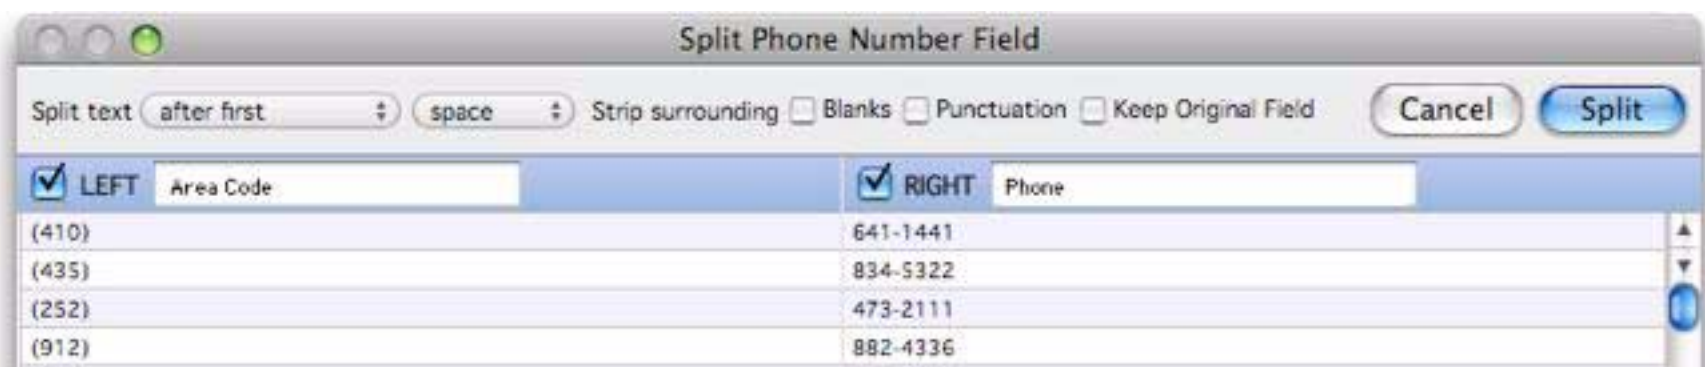 Split Phone Number Field
Split text after first space Strip surrounding Blanks Punctuation Keep Original Field Cancel Split
LEFT Area Code RIGHT Phone
(410) 641-1441
(435) 834-5322
(252) 473-2111
(912) 882-4336